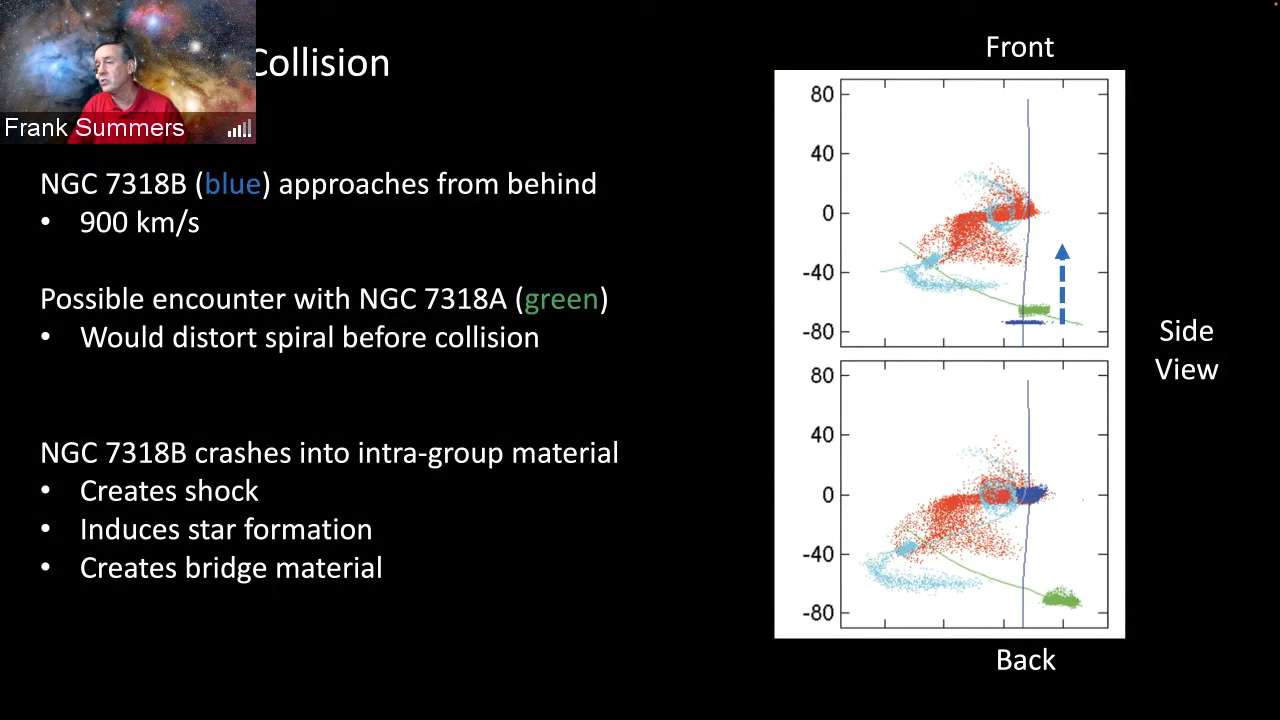 Collision
Frank Summers
NGC 7318B (blue) approaches from behind
• 900 km/s
Possible encounter with NGC 7318A (green)
• Would distort spiral before collision
NGC 7318B crashes into intra-group material
• Creates shock
• Induces star formation
• Creates bridge material
Front
80
40
0
-40
-80
80
40
0
-40
-80
Side
View
Back